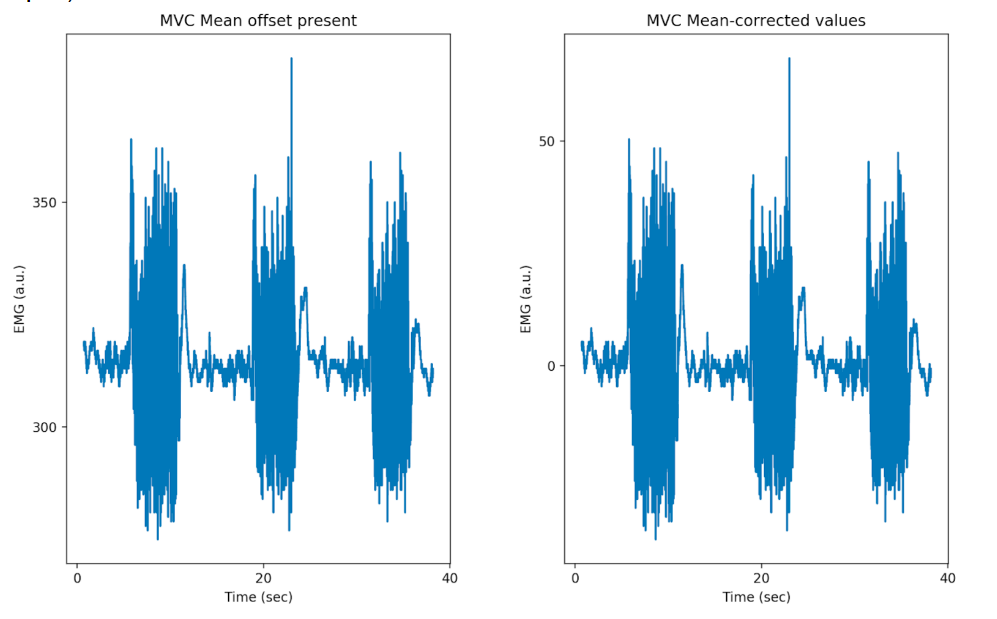 MVC Mean offset present
350
300
EMG (a.u.)
0
20
40
Time (sec)
MVC Mean-corrected values
50
0
EMG (a.u.)
0
20
40
Time (sec)